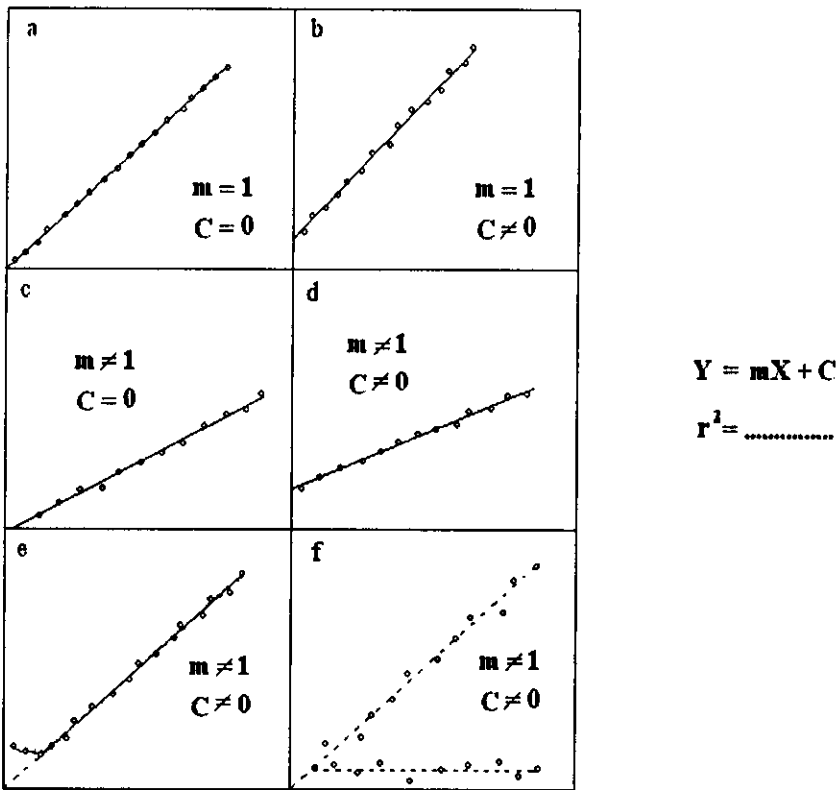 a
m = 1
C = 0
b
m = 1
C ≠ 0
c
m ≠ 1
C = 0
d
m ≠ 1
C ≠ 0
e
m ≠ 1
C ≠ 0
f
m ≠ 1
C ≠ 0
Y = mX + C
r²= ..............